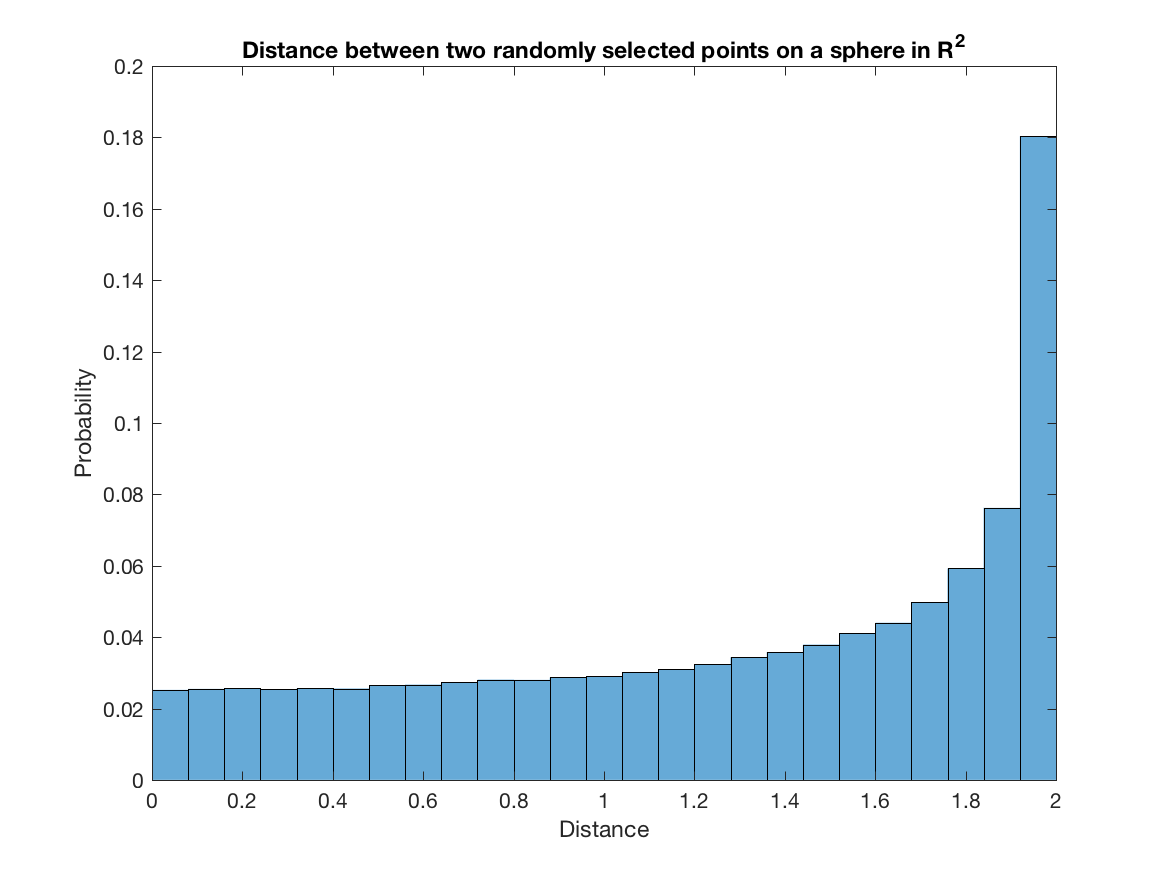 Distance between two randomly selected points on a sphere in R²
0.2
0.18
0.16
0.14
0.12
0.1
0.08
0.06
0.04
0.02
0
Probability
0 0.2 0.4 0.6 0.8 1 1.2 1.4 1.6 1.8 2
Distance